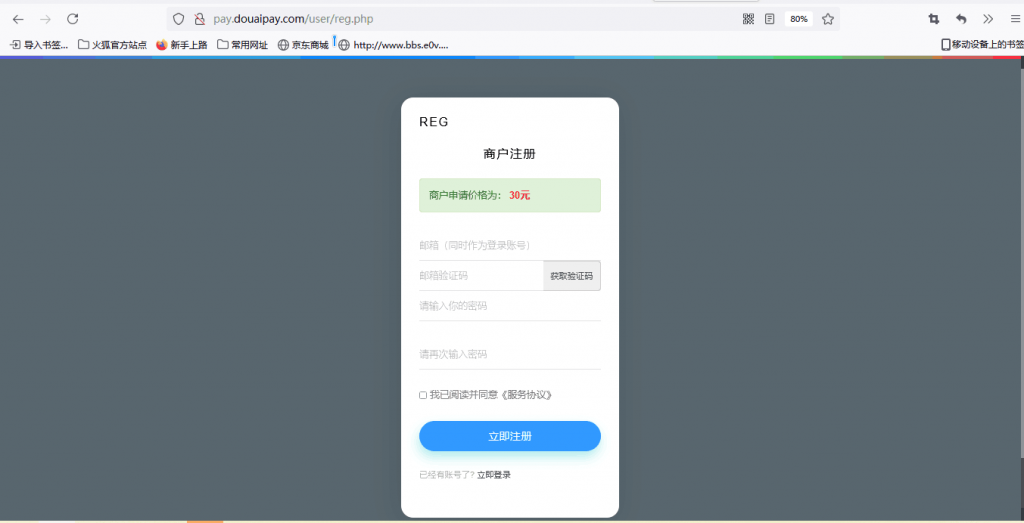 pay.douaipay.com/user/reg.php
80%
导入书签...
火狐官方站点
新手上路
常用网址
京东商城
http://www.bbs.e0v....
移动设备上的书签
REG
商户注册
商户申请价格为： 30元
邮箱（同时作为登录账号）
邮箱验证码
获取验证码
请输入你的密码
请再次输入密码
我已阅读并同意《服务协议》
立即注册
已经有账号了? 立即登录